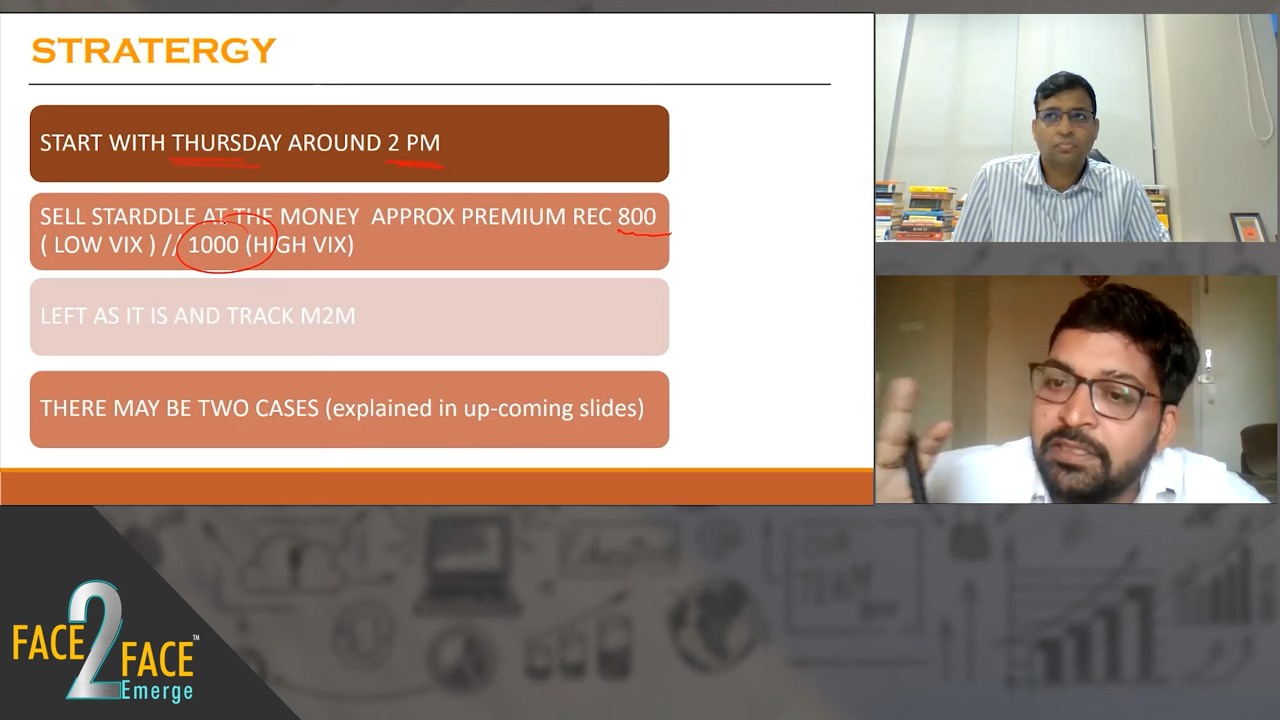 STRATERGY
START WITH THURSDAY AROUND 2 PM
SELL STARDDLE AT THE MONEY APPROX PREMIUM REC 800
( LOW VIX ) // 1000 (HIGH VIX)
LEFT AS IT IS AND TRACK M2M
THERE MAY BE TWO CASES (explained in up-coming slides)
FACE 2 FACE™
Emerge